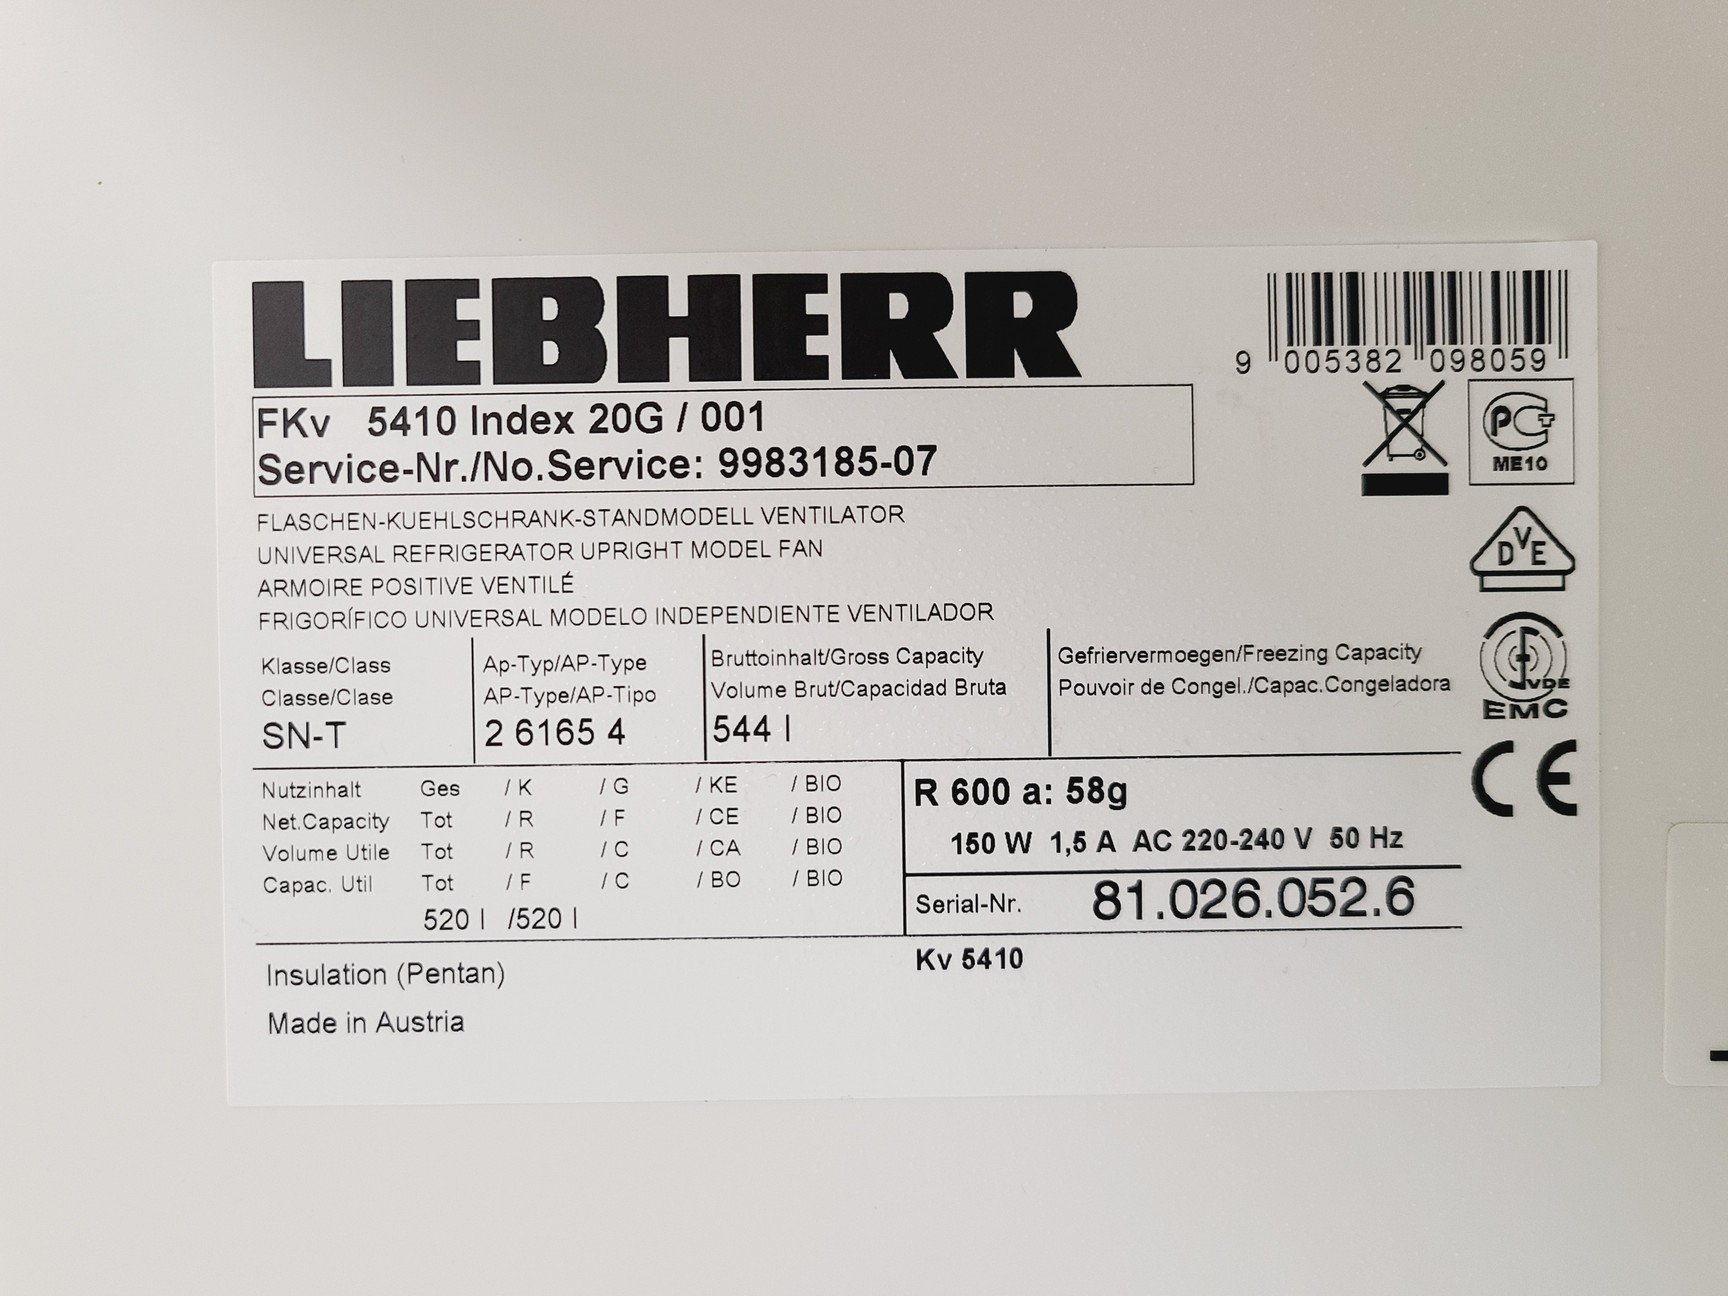 LIEBHERR
9 005382 098059
FKv 5410 Index 20G / 001
Service-Nr./No.Service: 9983185-07
PC
ME10
FLASCHEN-KUEHLSCHRANK-STANDMODELL VENTILATOR
UNIVERSAL REFRIGERATOR UPRIGHT MODEL FAN
ARMOIRE POSITIVE VENTILÉ
FRIGORÍFICO UNIVERSAL MODELO INDEPENDIENTE VENTILADOR
DVE
Klasse/Class
Classe/Clase
SN-T
Ap-Typ/AP-Type
AP-Type/AP-Tipo
2 6165 4
Bruttoinhalt/Gross Capacity
Volume Brut/Capacidad Bruta
544 l
Gefriervermoegen/Freezing Capacity
Pouvoir de Congel./Capac.Congeladora
VDE
EMC
CE
Nutzinhalt Ges / K / G / KE / BIO
Net.Capacity Tot / R / F / CE / BIO
Volume Utile Tot / R / C / CA / BIO
Capac. Util Tot / F / C / BO / BIO
520 l /520 l
R 600 a: 58g
150 W 1,5 A AC 220-240 V 50 Hz
Serial-Nr. 81.026.052.6
Kv 5410
Insulation (Pentan)
Made in Austria